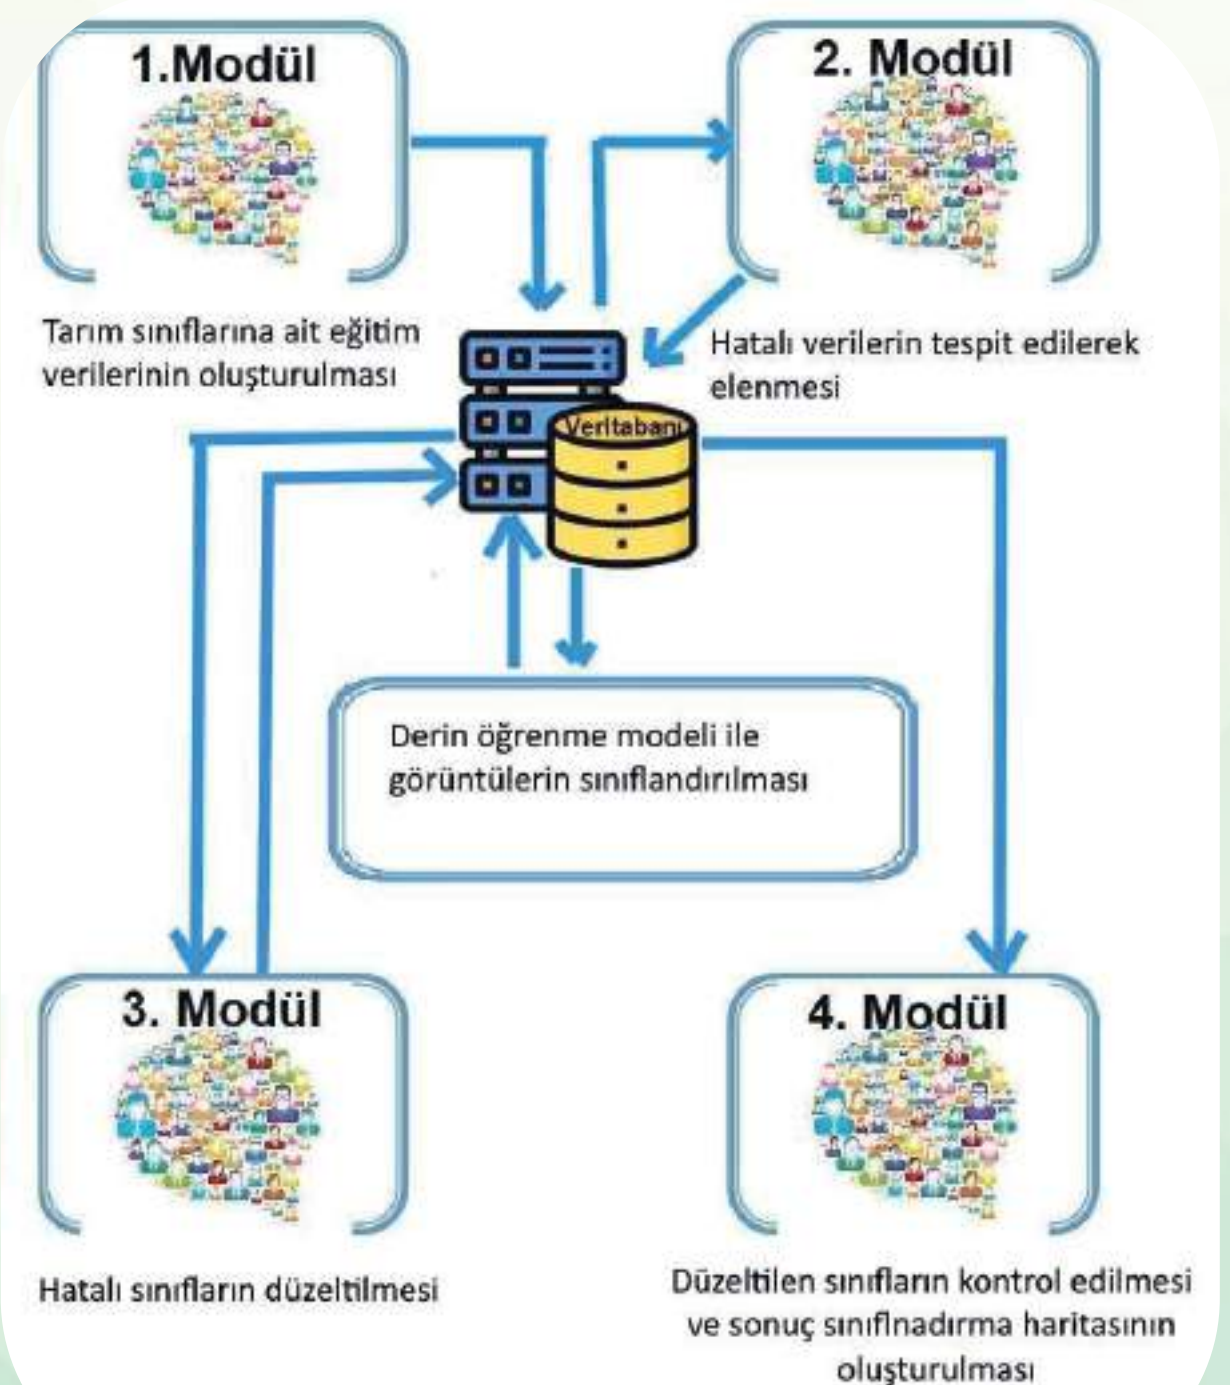 1.Modül
2. Modül
Tarım sınıflarına ait eğitim
verilerinin oluşturulması
Hatalı verilerin tespit edilerek
elenmesi
Veritabanı
Derin öğrenme modeli ile
görüntülerin sınıflandırılması
3. Modül
4. Modül
Hatalı sınıfların düzeltilmesi
Düzeltilen sınıfların kontrol edilmesi
ve sonuç sınıflnadırma haritasının
oluşturulması